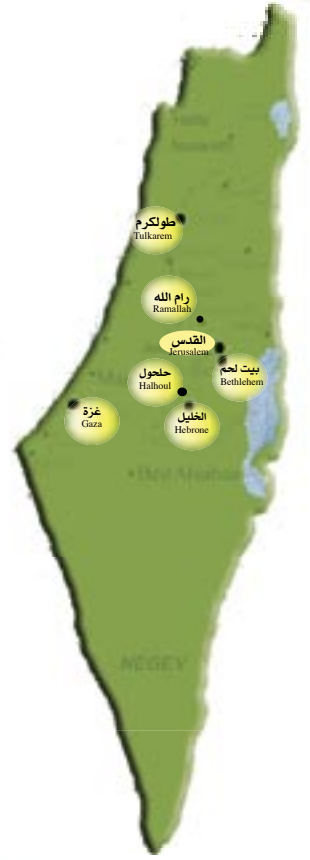 طولكرم
Tulkarem
رام الله
Ramallah
القدس
Jerusalem
بيت لحم
Bethlehem
حلحول
Halhoul
الخليل
Hebrone
غزة
Gaza
NEGEV